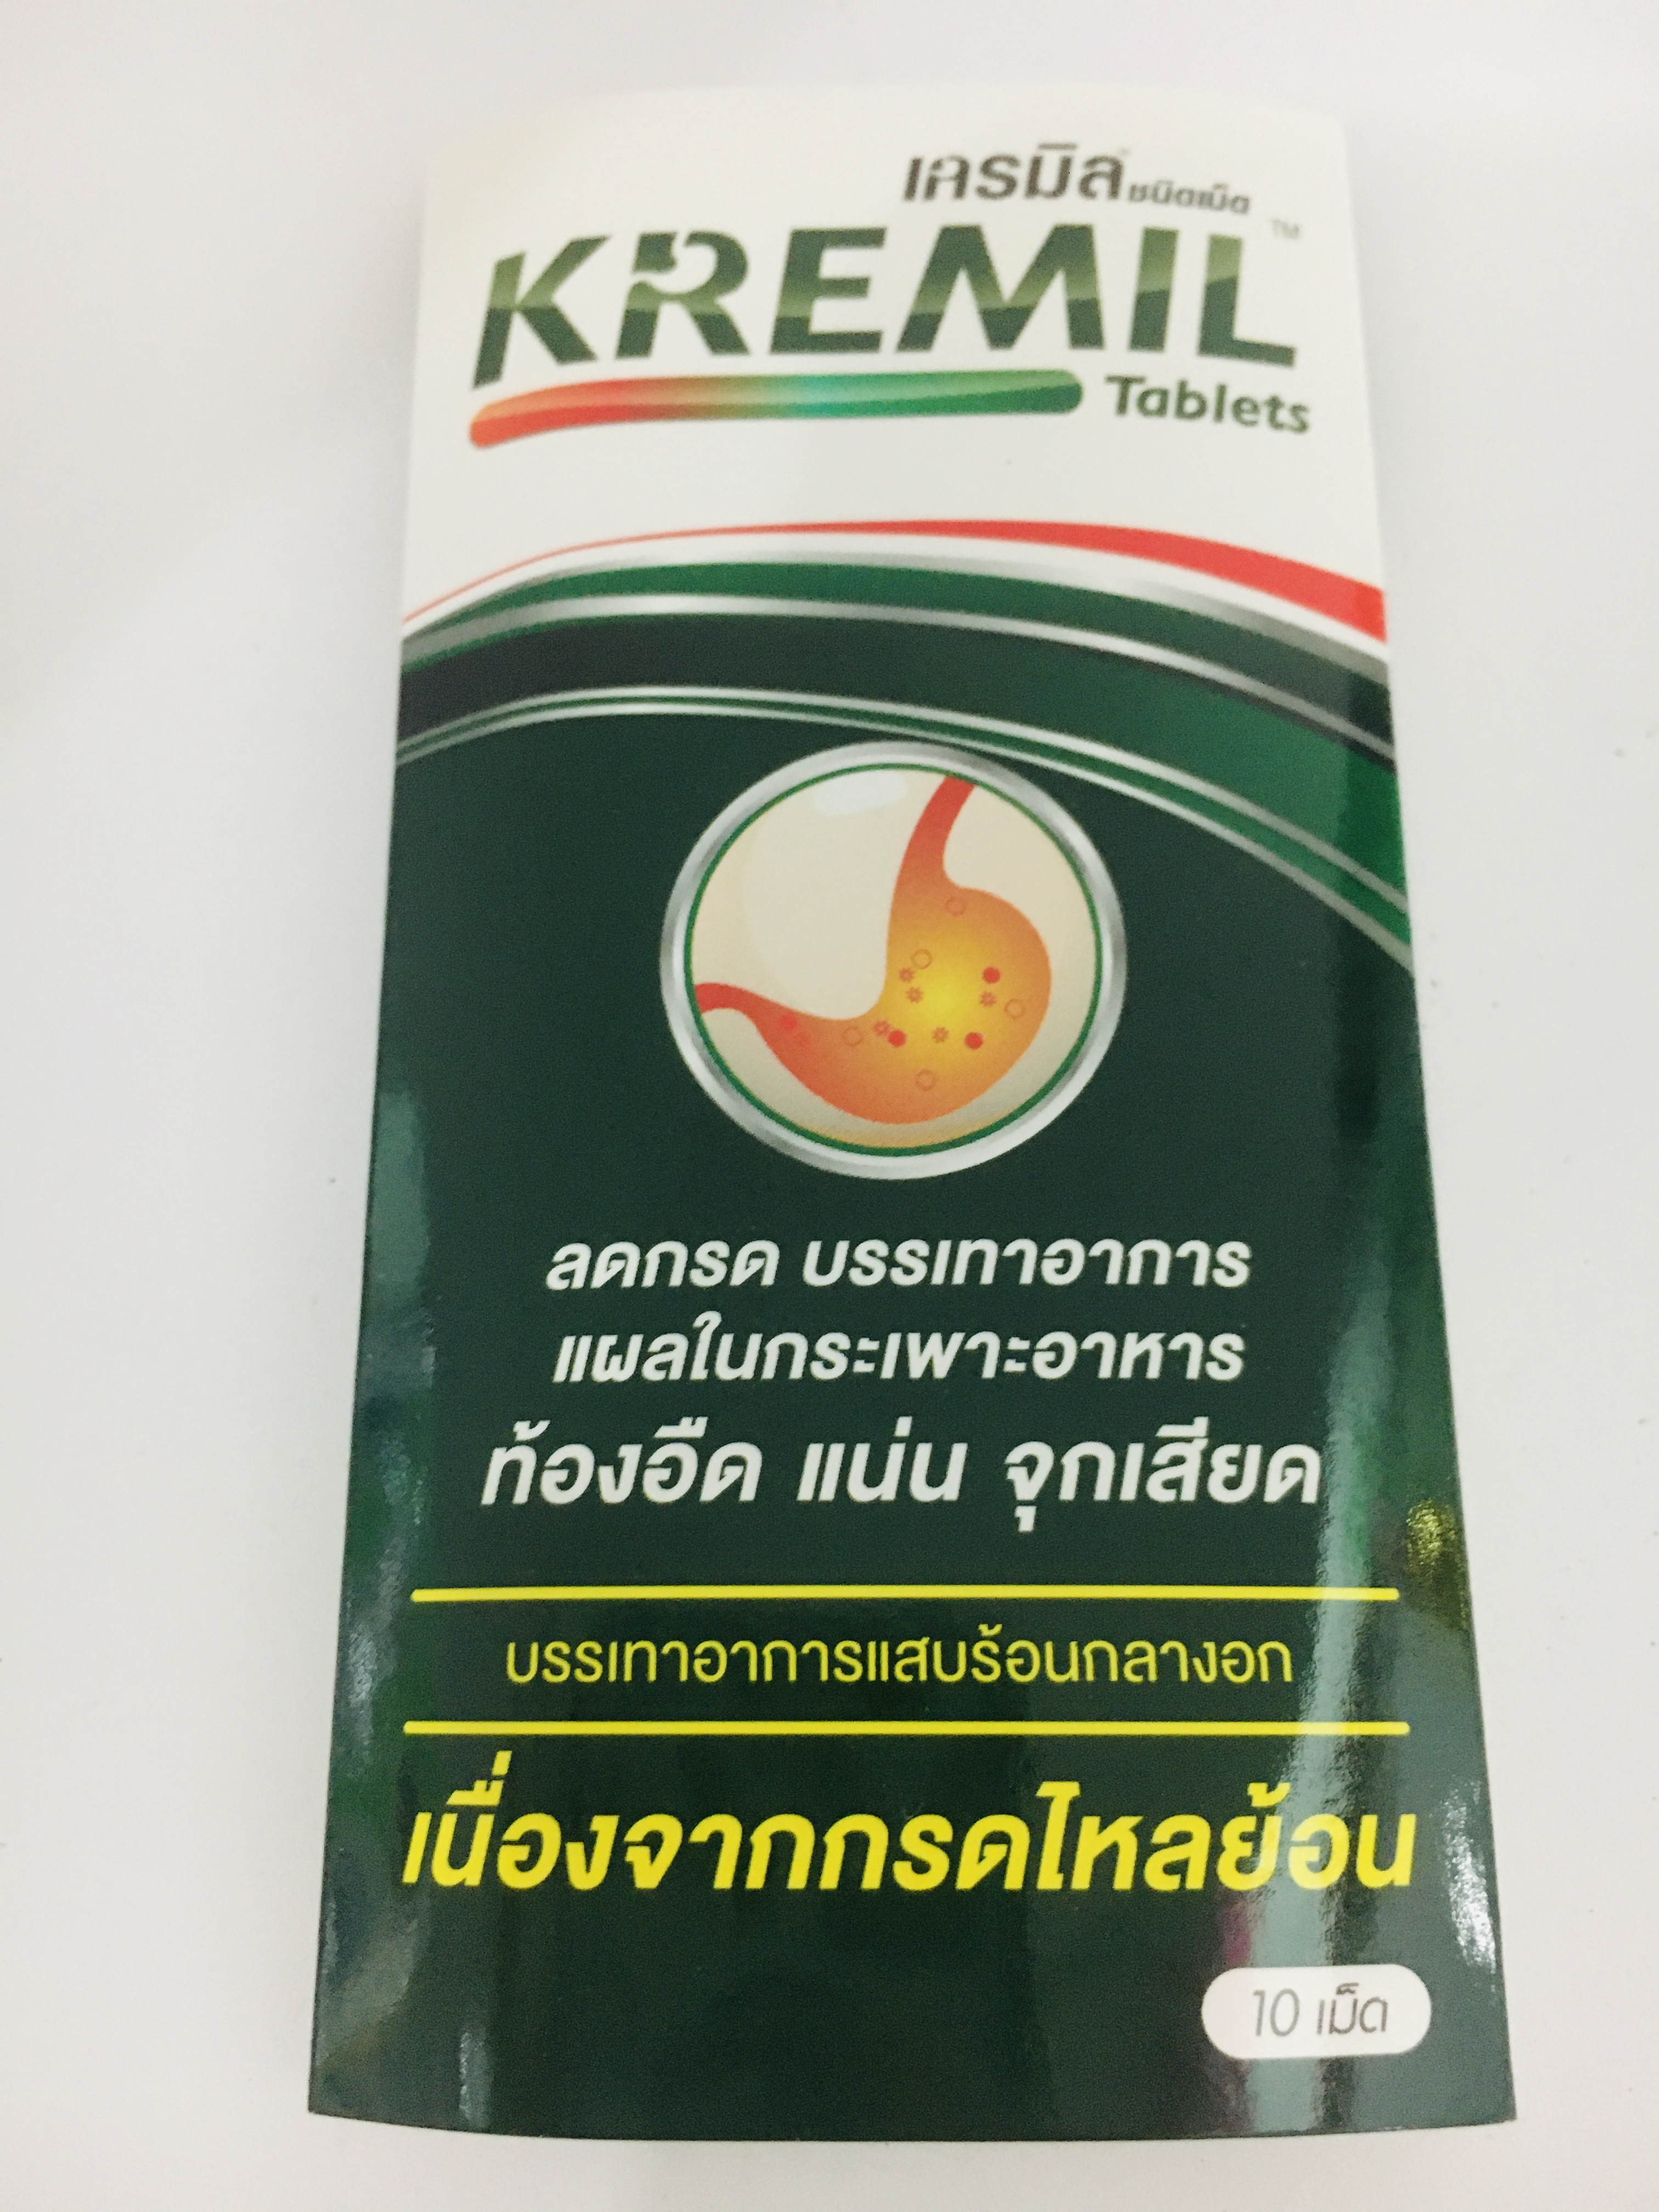 เครมิล ชนิดเม็ด
KREMIL™
Tablets
ลดกรด บรรเทาอาการ
แผลในกระเพาะอาหาร
ท้องอืด แน่น จุกเสียด
บรรเทาอาการแสบร้อนกลางอก
เนื่องจากกรดไหลย้อน
10 เม็ด